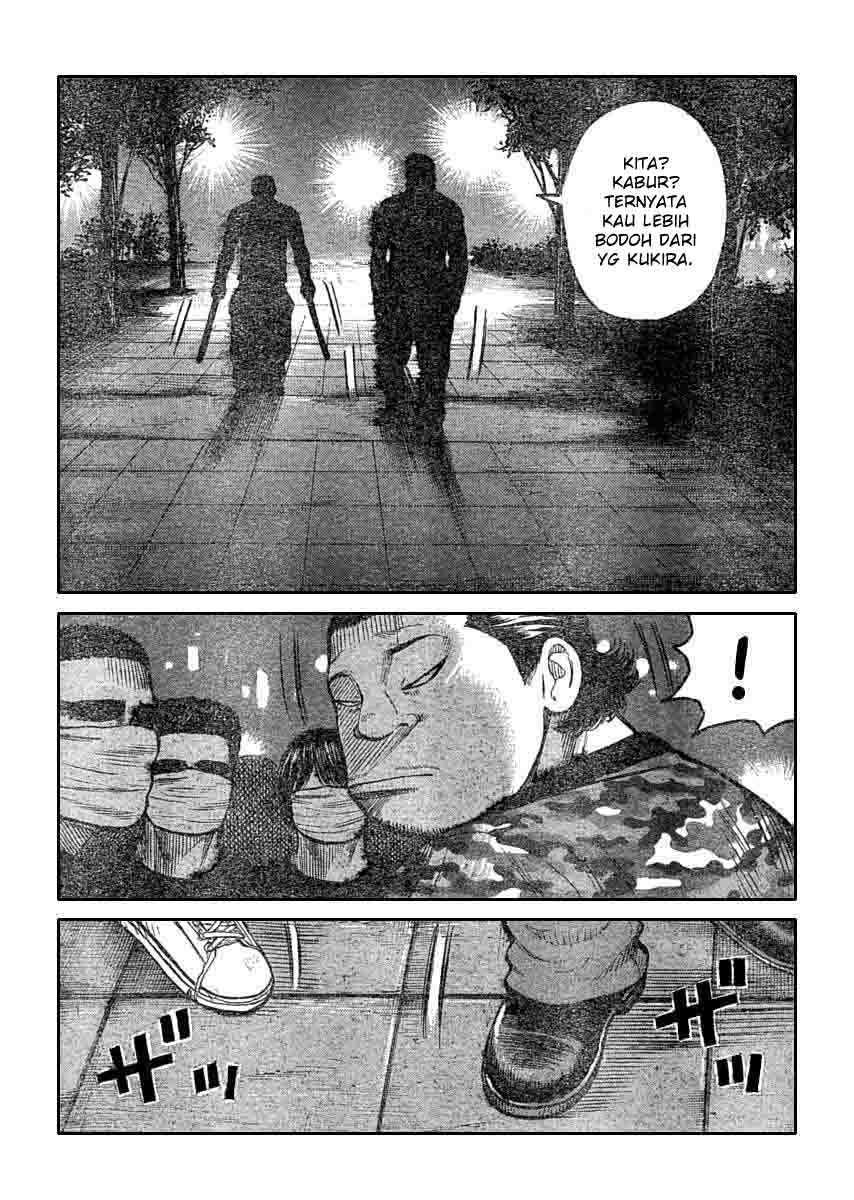 KITA?
KABUR?
TERNYATA
KAU LEBIH
BODOH DARI
YG KUKIRA.
!
ザッ
ザッ